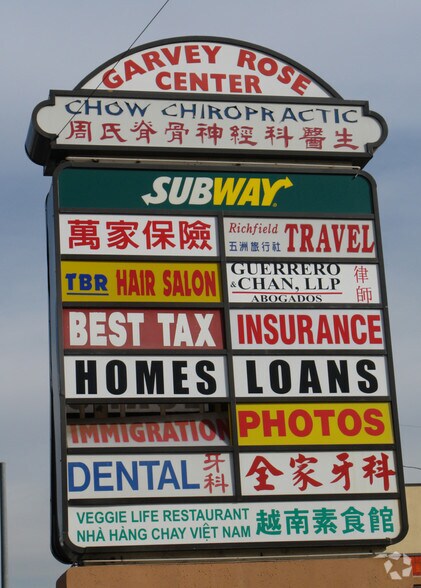 GARVEY ROSE
CENTER
CHOW CHIROPRACTIC
周氏脊骨神經科醫生
SUBWAY
萬家保險
Richfield
五洲旅行社 TRAVEL
TBR HAIR SALON
GUERRERO
& CHAN, LLP
ABOGADOS
律師
BEST TAX
INSURANCE
HOMES
LOANS
IMMIGRATION
PHOTOS
DENTAL 牙科
全家牙科
VEGGIE LIFE RESTAURANT
NHÀ HÀNG CHAY VIỆT NAM
越南素食館